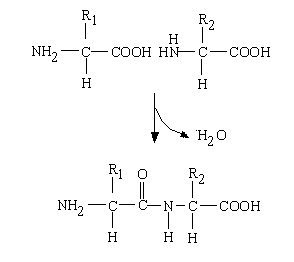 R1 R2
NH2 C COOH HN C COOH
H
H H
H2O
R1 O R2
NH2 C C N C COOH
H H H